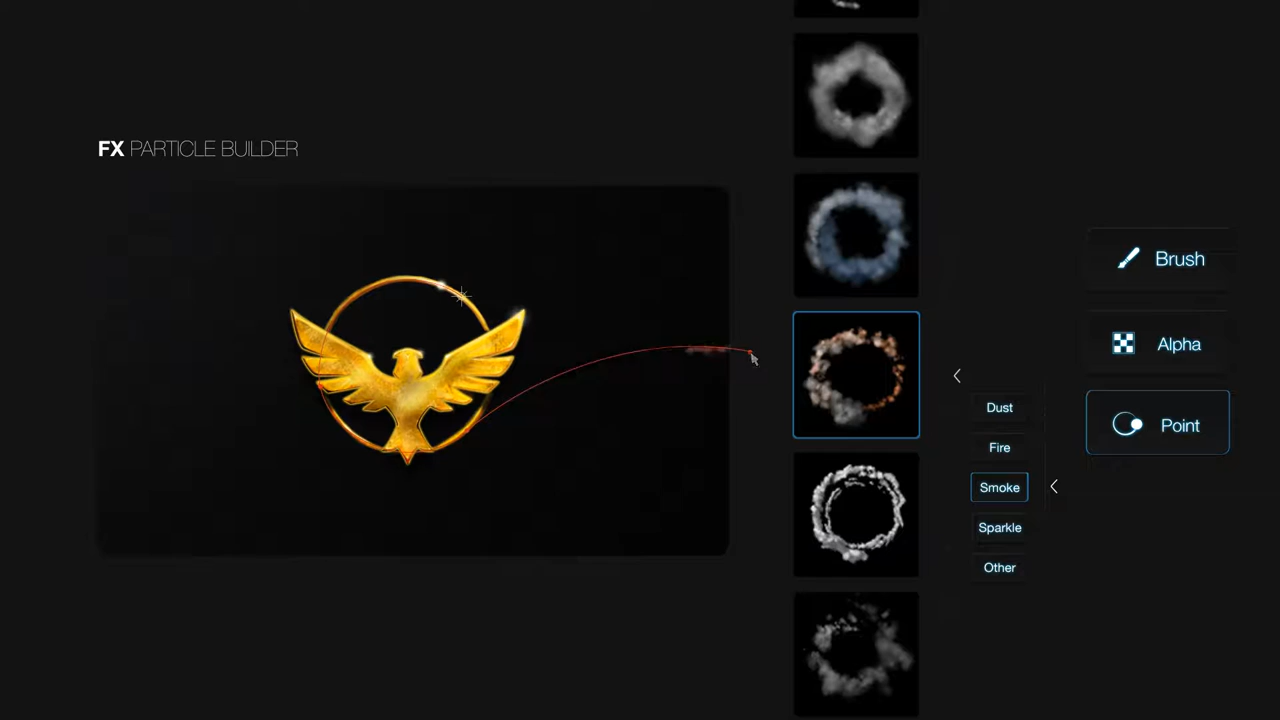 FX PARTICLE BUILDER
Brush
Alpha
Point
Dust
Fire
Smoke
Sparkle
Other